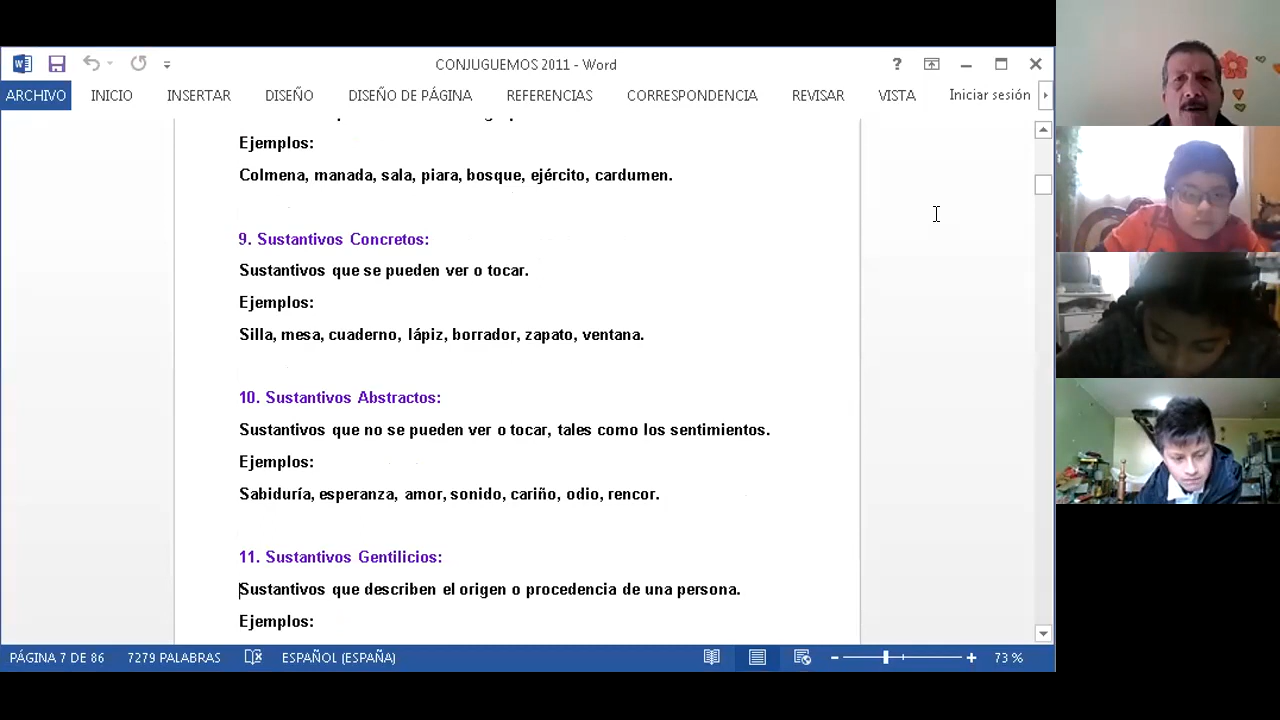 CONJUGUEMOS 2011 - Word
ARCHIVO INICIO INSERTAR DISEÑO DISEÑO DE PÁGINA REFERENCIAS CORRESPONDENCIA REVISAR VISTA Iniciar sesión
Ejemplos:
Colmena, manada, sala, piara, bosque, ejército, cardumen.
9. Sustantivos Concretos:
Sustantivos que se pueden ver o tocar.
Ejemplos:
Silla, mesa, cuaderno, lápiz, borrador, zapato, ventana.
10. Sustantivos Abstractos:
Sustantivos que no se pueden ver o tocar, tales como los sentimientos.
Ejemplos:
Sabiduría, esperanza, amor, sonido, cariño, odio, rencor.
11. Sustantivos Gentilicios:
Sustantivos que describen el origen o procedencia de una persona.
Ejemplos:
PÁGINA 7 DE 86 7279 PALABRAS ESPAÑOL (ESPAÑA) 73 %